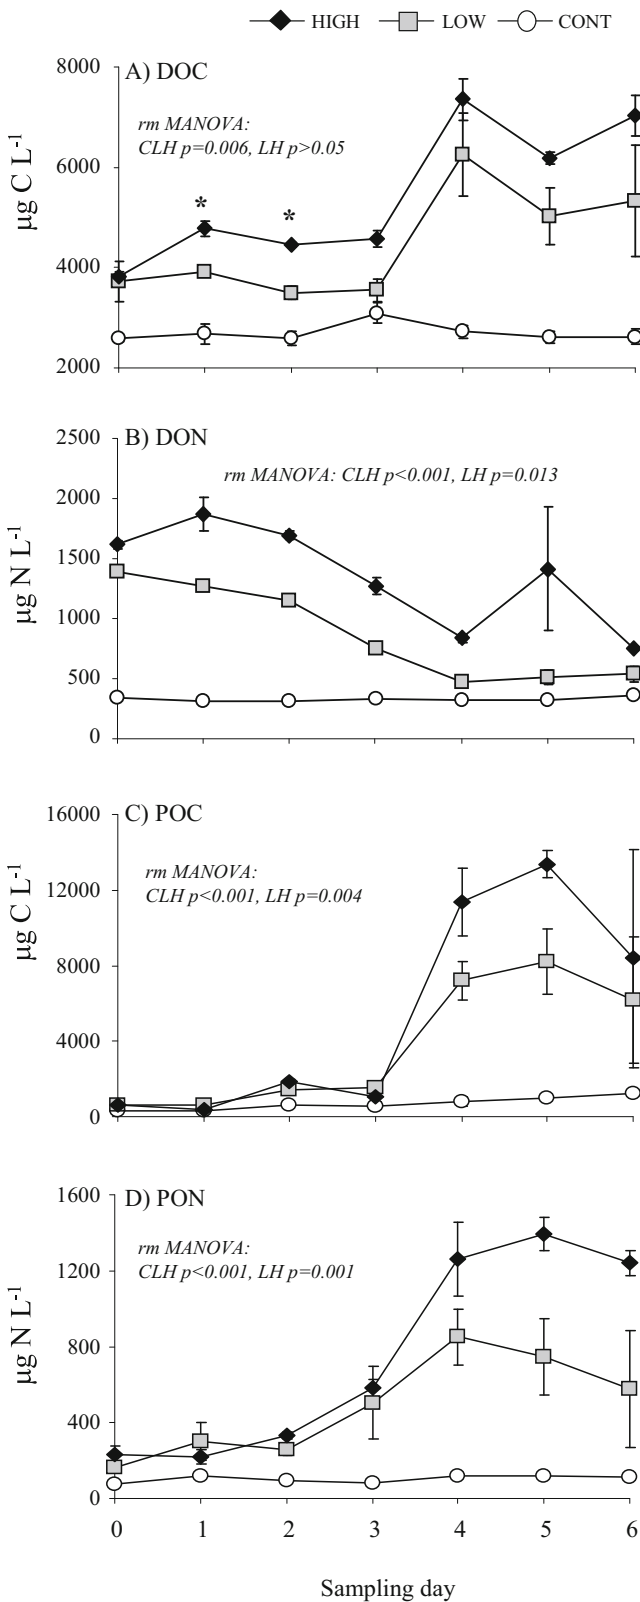 HIGH LOW CONT
A) DOC
rm MANOVA:
CLH p=0.006, LH p>0.05
* *
8000
6000
4000
2000
µg C L-1
B) DON
rm MANOVA: CLH p<0.001, LH p=0.013
2500
2000
1500
1000
500
0
µg N L-1
C) POC
rm MANOVA:
CLH p<0.001, LH p=0.004
16000
12000
8000
4000
0
µg C L-1
D) PON
rm MANOVA:
CLH p<0.001, LH p=0.001
1600
1200
800
400
0
µg N L-1
0 1 2 3 4 5 6
Sampling day